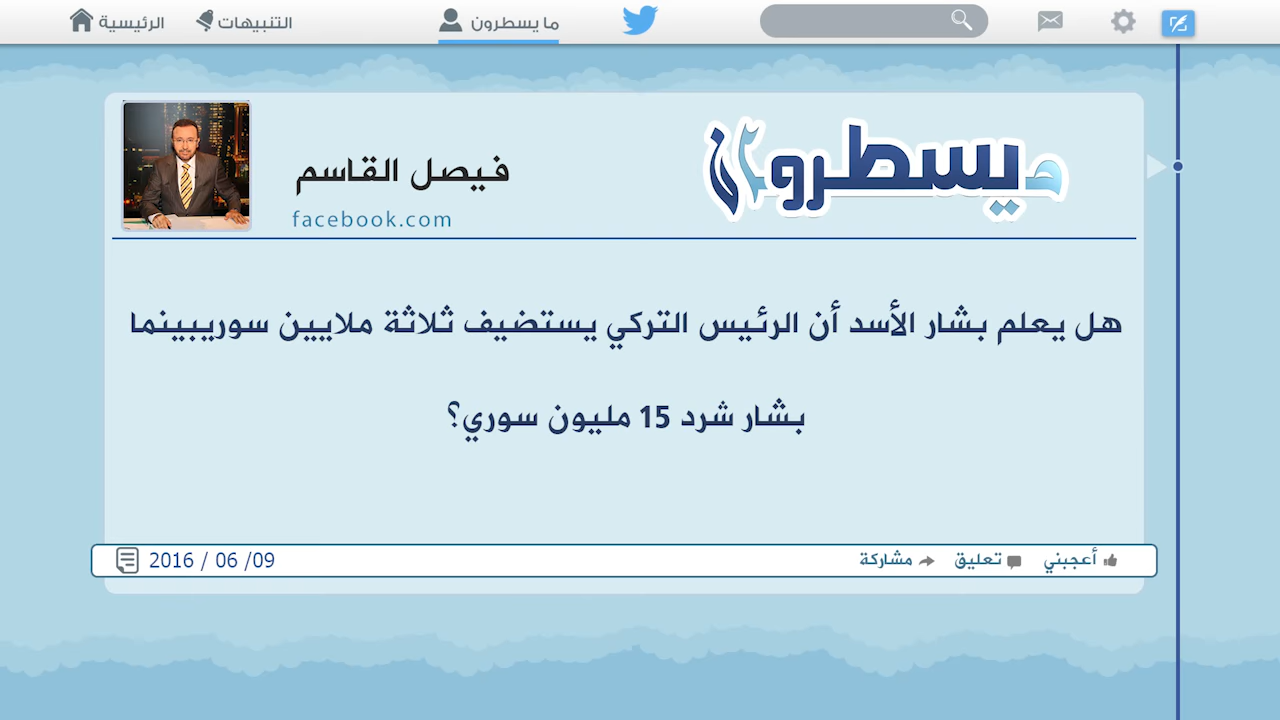 الرئيسية
التنبيهات
ما يسطرون
ما يسطرون
فيصل القاسم
facebook.com
هل يعلم بشار الأسد أن الرئيس التركي يستضيف ثلاثة ملايين سوريبينما
بشار شرد 15 مليون سوري؟
أعجبني
تعليق
مشاركة
2016 / 06 /09